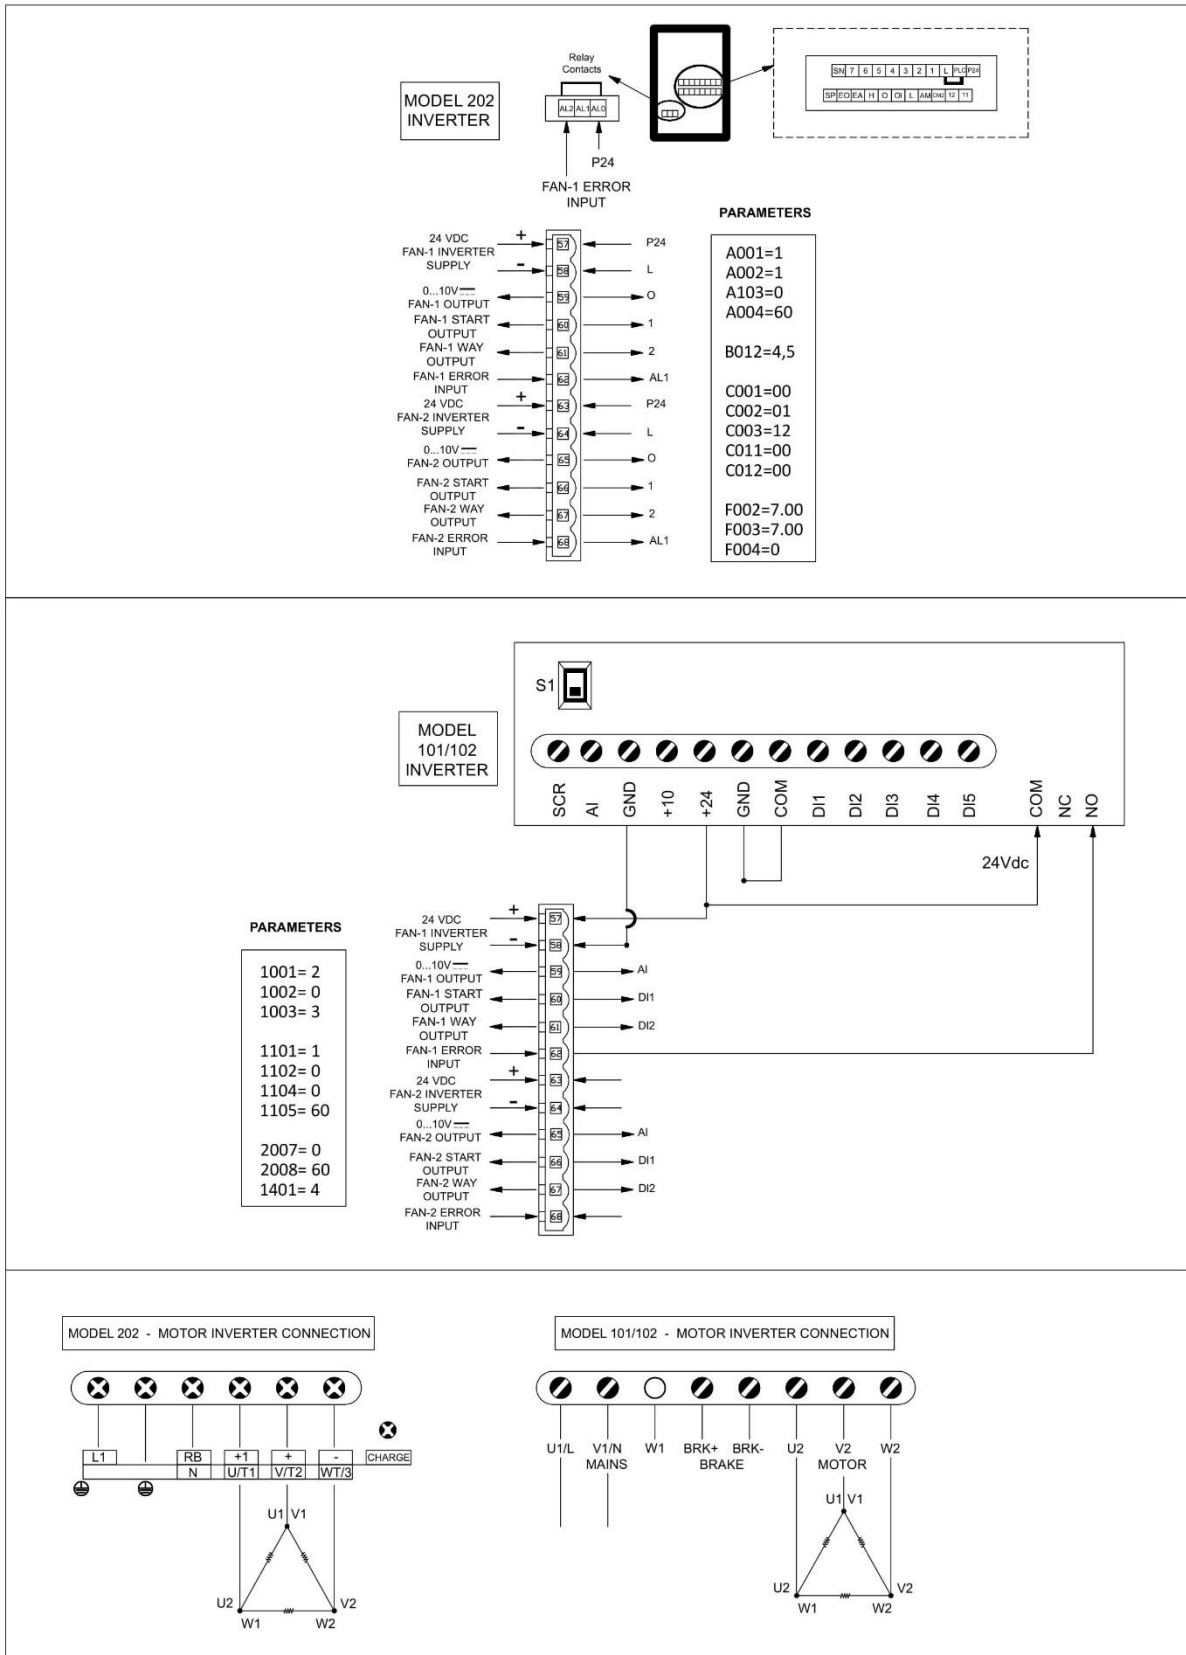 Relay
Contacts
MODEL 202
INVERTER
AL2 AL1 AL0
P24
FAN-1 ERROR
INPUT
SN 7 6 5 4 3 2 1 L PLC P24
SP EO EA H O OI L AM CM2 12 11
PARAMETERS
A001=1
A002=1
A103=0
A004=60
B012=4,5
C001=00
C002=01
C003=12
C011=00
C012=00
F002=7.00
F003=7.00
F004=0
24 VDC
FAN-1 INVERTER
SUPPLY
+ 57 P24
- 58 L
0...10V
FAN-1 OUTPUT
59 O
FAN-1 START
OUTPUT
60 1
FAN-1 WAY
OUTPUT
61 2
FAN-1 ERROR
INPUT
62 AL1
24 VDC
FAN-2 INVERTER
SUPPLY
+ 63 P24
- 64 L
0...10V
FAN-2 OUTPUT
65 O
FAN-2 START
OUTPUT
66 1
FAN-2 WAY
OUTPUT
67 2
FAN-2 ERROR
INPUT
68 AL1
S1
MODEL
101/102
INVERTER
SCR AI GND +10 +24 GND COM DI1 DI2 DI3 DI4 DI5 COM NC NO
24Vdc
PARAMETERS
1001= 2
1002= 0
1003= 3
1101= 1
1102= 0
1104= 0
1105= 60
2007= 0
2008= 60
1401= 4
24 VDC
FAN-1 INVERTER
SUPPLY
+ 57
- 58
0...10V
FAN-1 OUTPUT
59 AI
FAN-1 START
OUTPUT
60 DI1
FAN-1 WAY
OUTPUT
61 DI2
FAN-1 ERROR
INPUT
62
24 VDC
FAN-2 INVERTER
SUPPLY
+ 63
- 64
0...10V
FAN-2 OUTPUT
65 AI
FAN-2 START
OUTPUT
66 DI1
FAN-2 WAY
OUTPUT
67 DI2
FAN-2 ERROR
INPUT
68
MODEL 202 - MOTOR INVERTER CONNECTION
L1 RB +1 + - CHARGE
N U/T1 V/T2 WT/3
U1 V1
U2 V2
W1 W2
MODEL 101/102 - MOTOR INVERTER CONNECTION
U1/L V1/N W1 BRK+ BRK- U2 V2 W2
MAINS BRAKE MOTOR
U1 V1
U2 V2
W1 W2